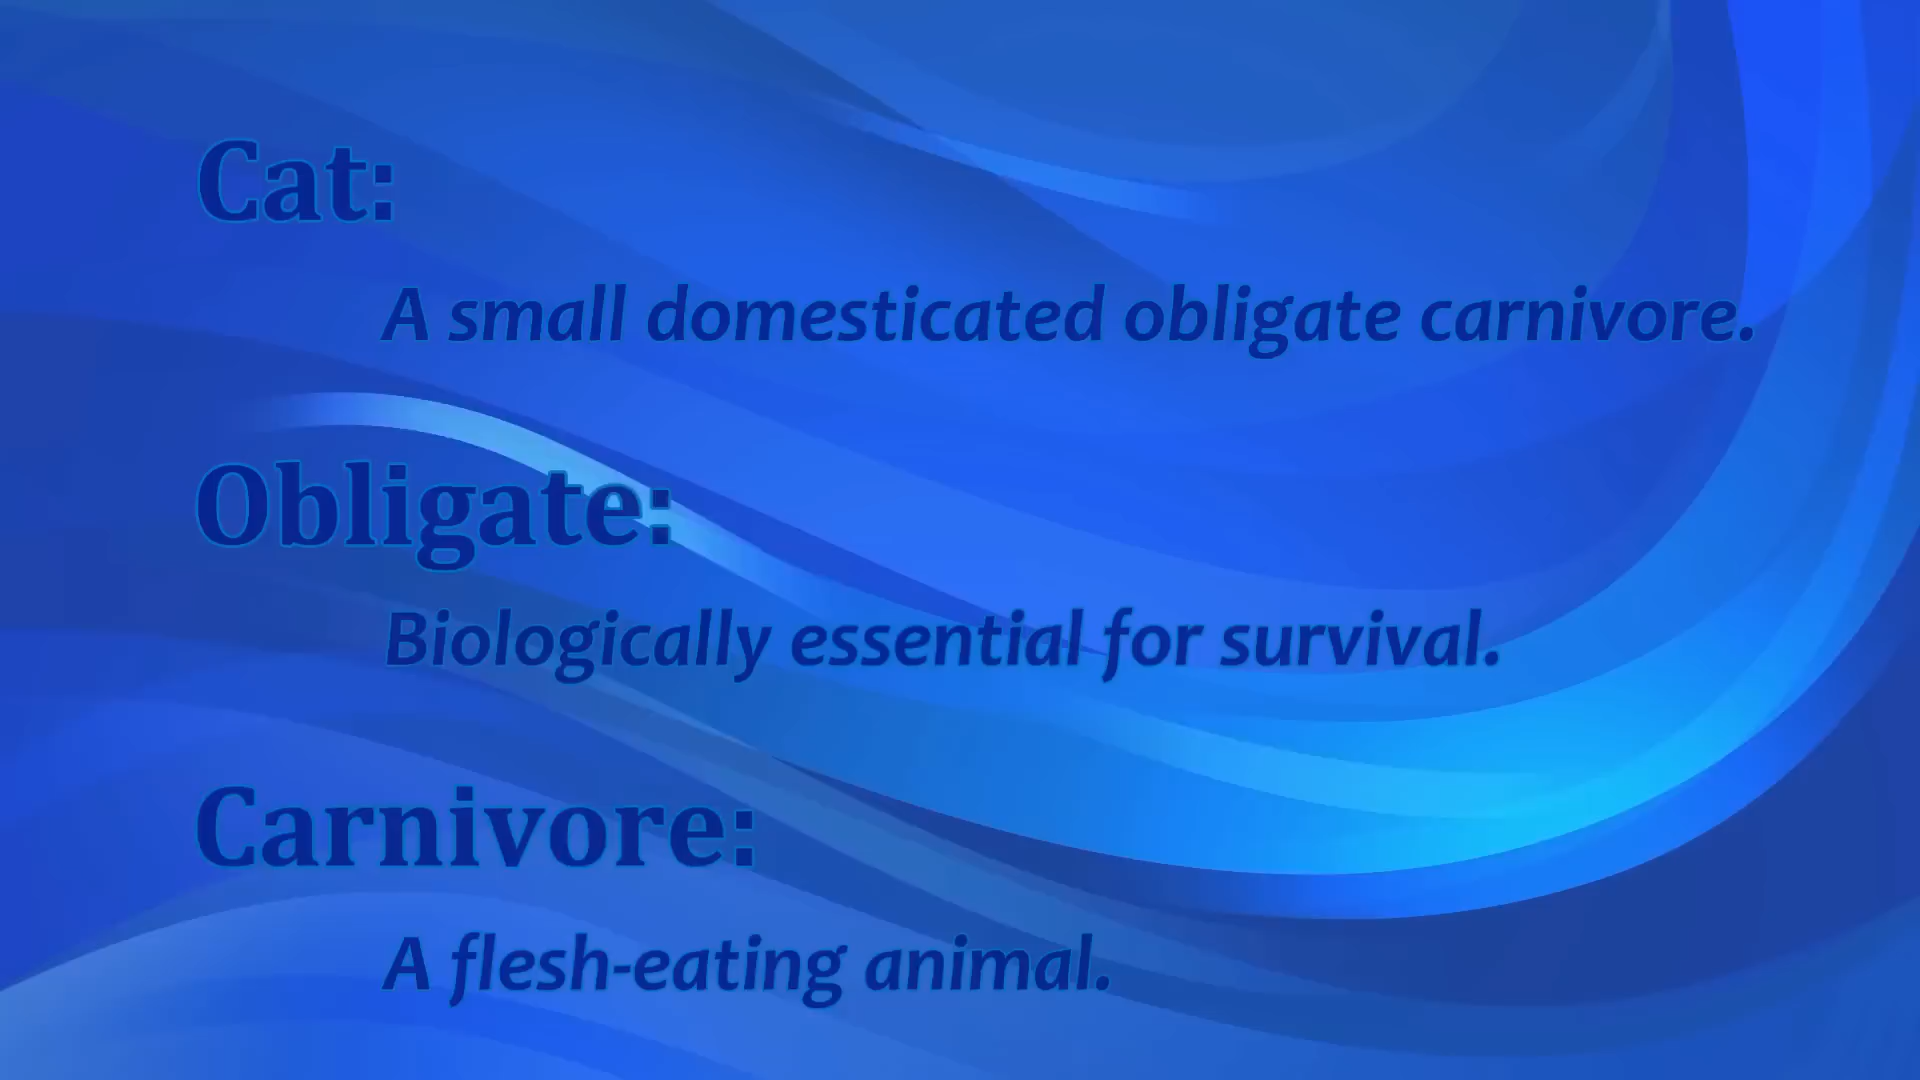 Cat:
A small domesticated obligate carnivore.
Obligate:
Biologically essential for survival.
Carnivore:
A flesh-eating animal.